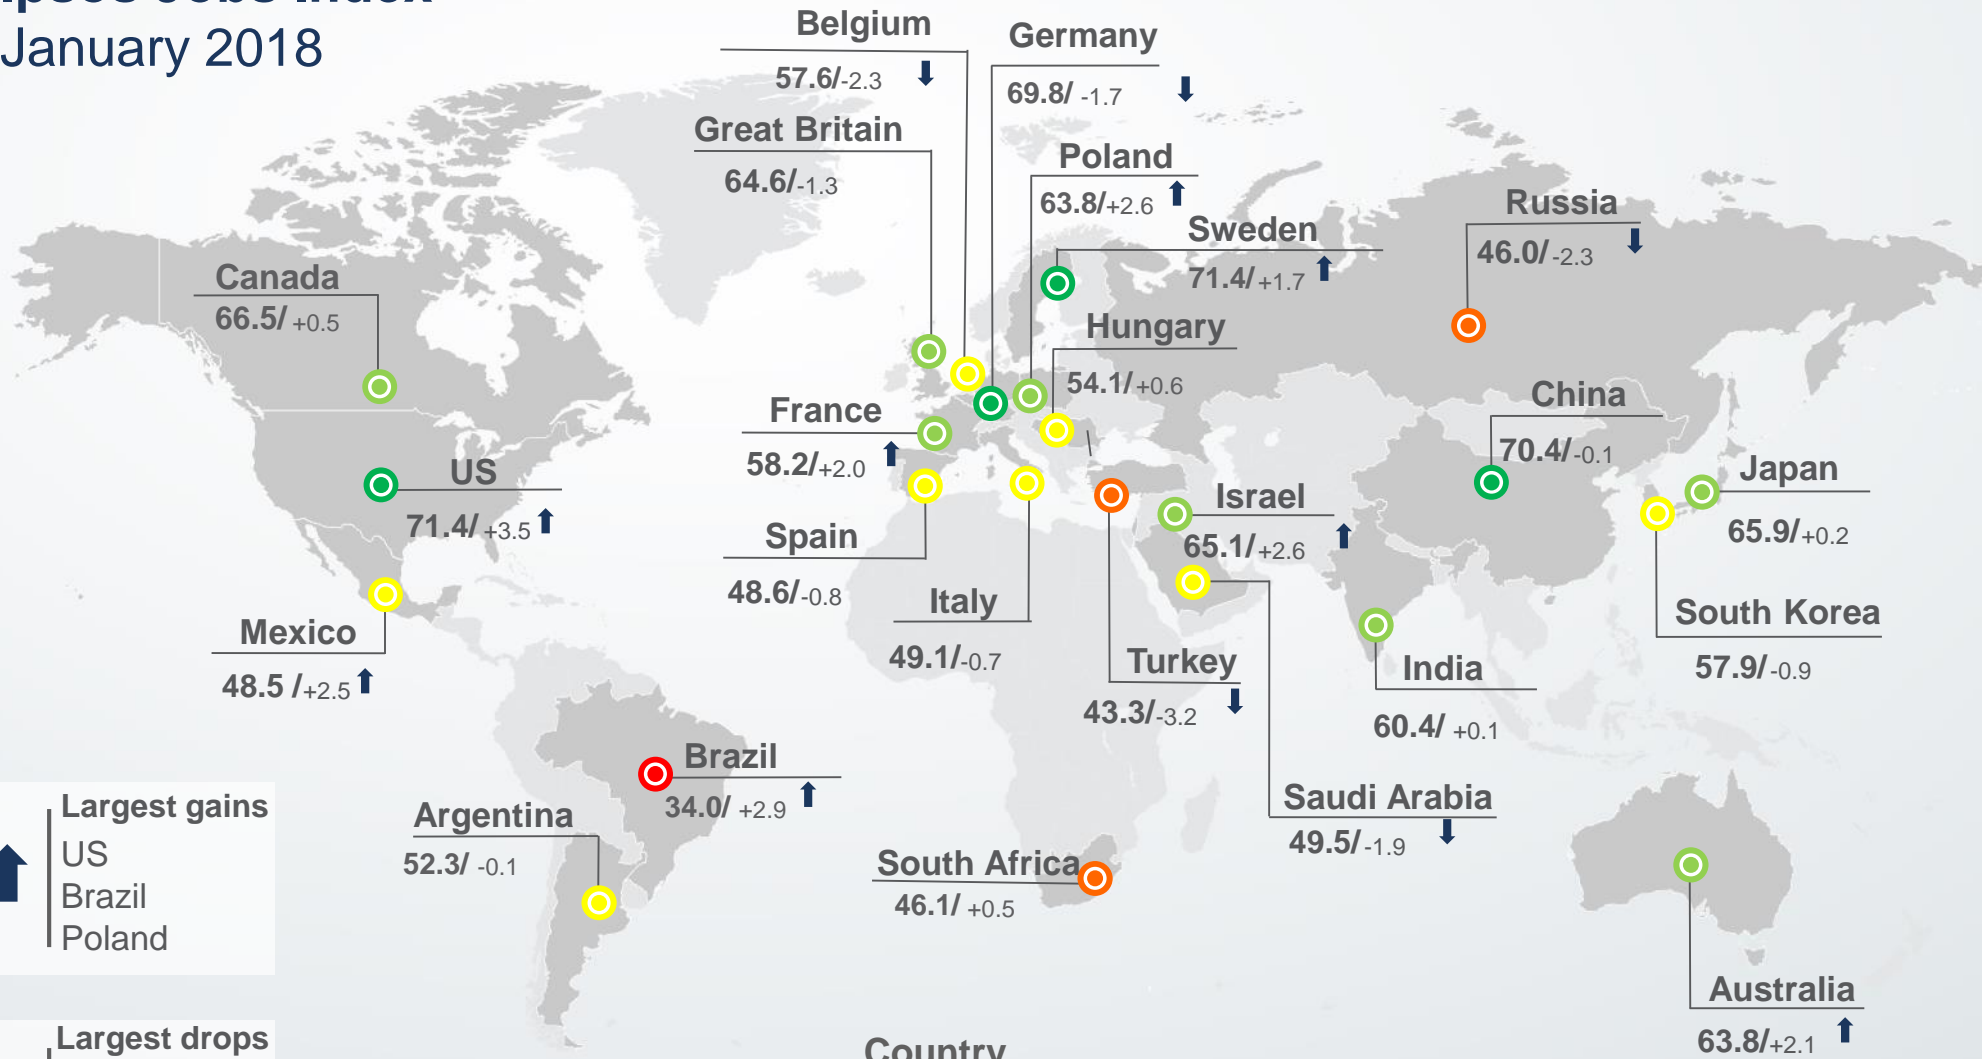 Ipsos Jobs Index
January 2018
Belgium
57.6/-2.3
Germany
69.8/ -1.7
Great Britain
64.6/-1.3
Poland
63.8/+2.6
Sweden
71.4/+1.7
Russia
46.0/-2.3
Canada
66.5/ +0.5
Hungary
54.1/+0.6
France
58.2/+2.0
China
70.4/-0.1
US
71.4/ +3.5
Israel
65.1/+2.6
Japan
65.9/+0.2
Spain
48.6/-0.8
Italy
49.1/-0.7
Mexico
48.5 /+2.5
Turkey
43.3/-3.2
India
60.4/ +0.1
South Korea
57.9/-0.9
Brazil
34.0/ +2.9
Argentina
52.3/ -0.1
Saudi Arabia
49.5/-1.9
South Africa
46.1/ +0.5
Australia
63.8/+2.1
Largest gains
US
Brazil
Poland
Largest drops
Country